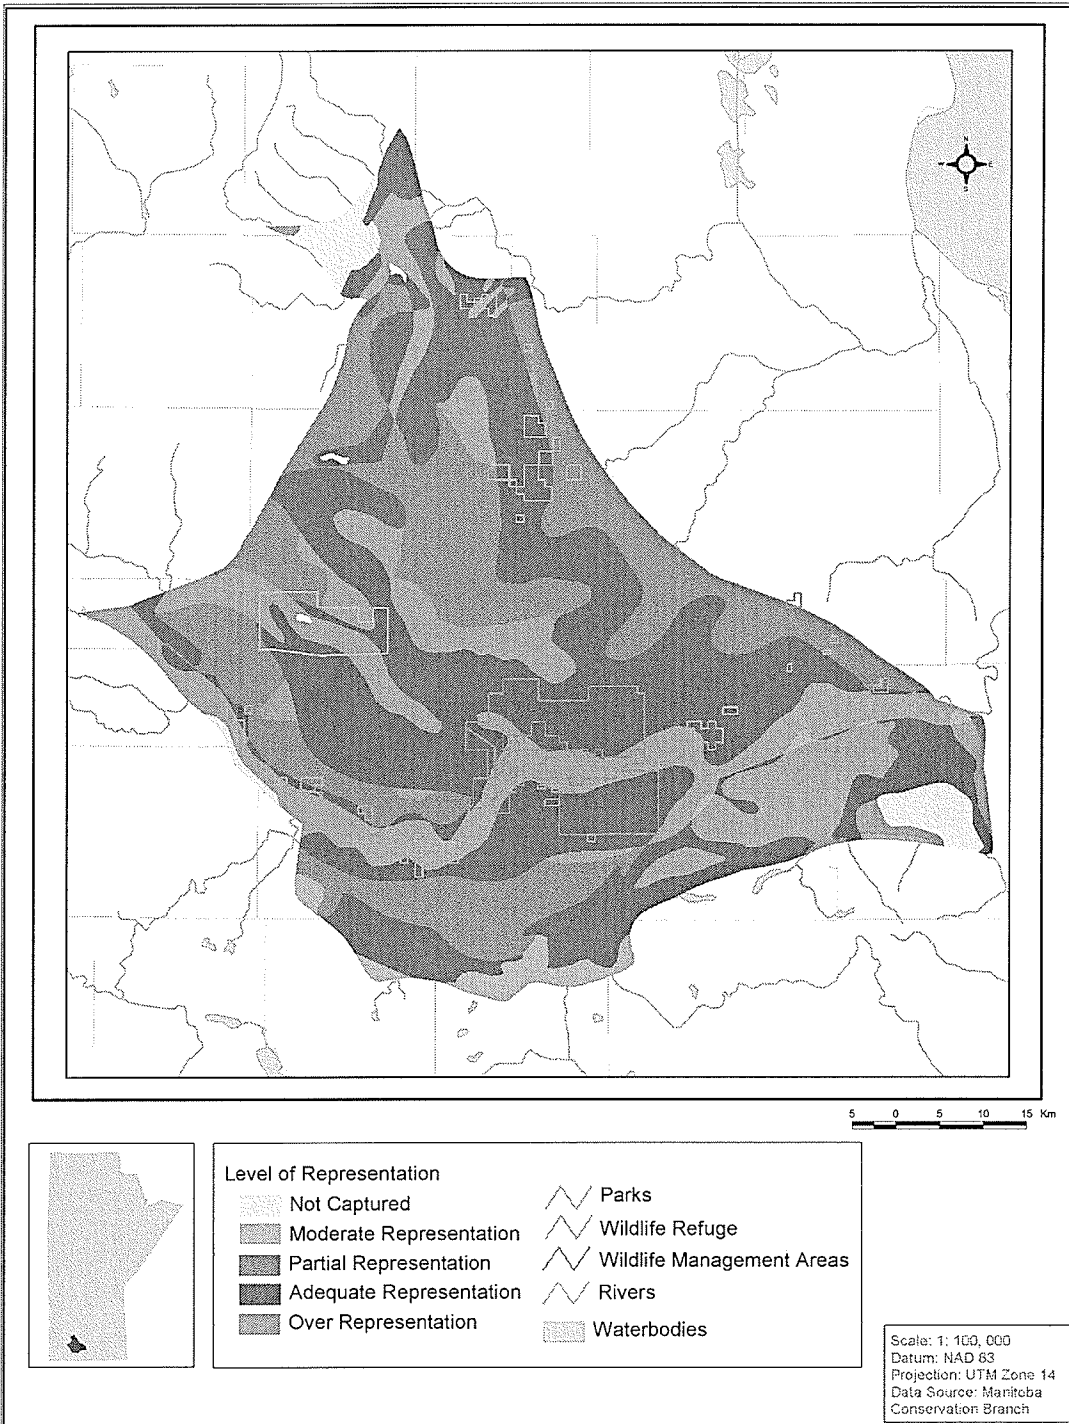 N
W E
S
5 0 5 10 15 Km
Level of Representation
Not Captured
Moderate Representation
Partial Representation
Adequate Representation
Over Representation
Parks
Wildlife Refuge
Wildlife Management Areas
Rivers
Waterbodies
Scale: 1: 100, 000
Datum: NAD 83
Projection: UTM Zone 14
Data Source: Manitoba
Conservation Branch